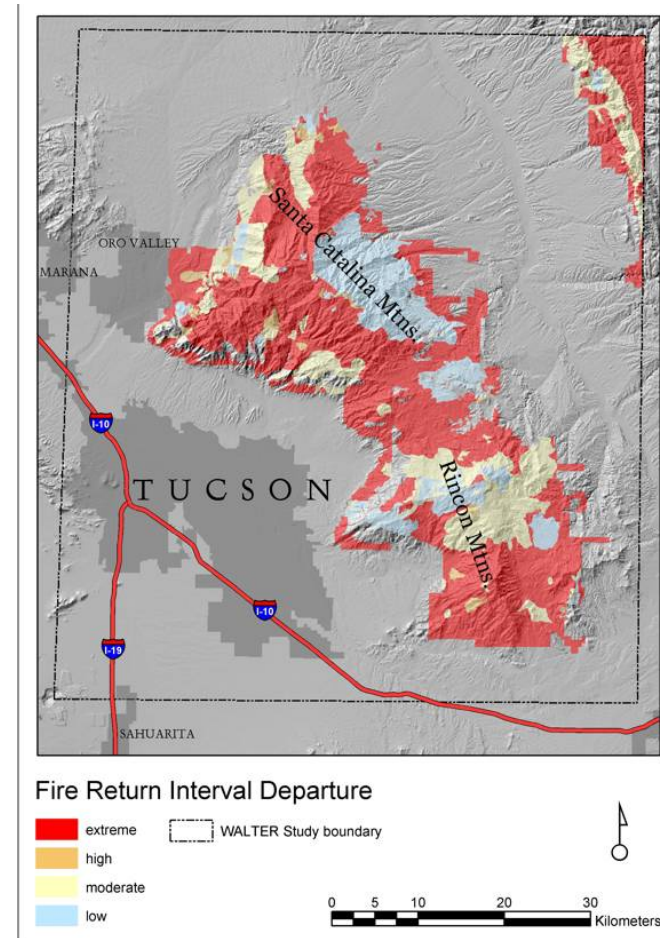 ORO VALLEY
MARANA
Santa Catalina Mtns.
I-10
TUCSON
Rincon Mtns.
I-10
I-19
SAHUARITA
Fire Return Interval Departure
extreme
WALTER Study boundary
high
moderate
low
0 5 10 20 30
Kilometers